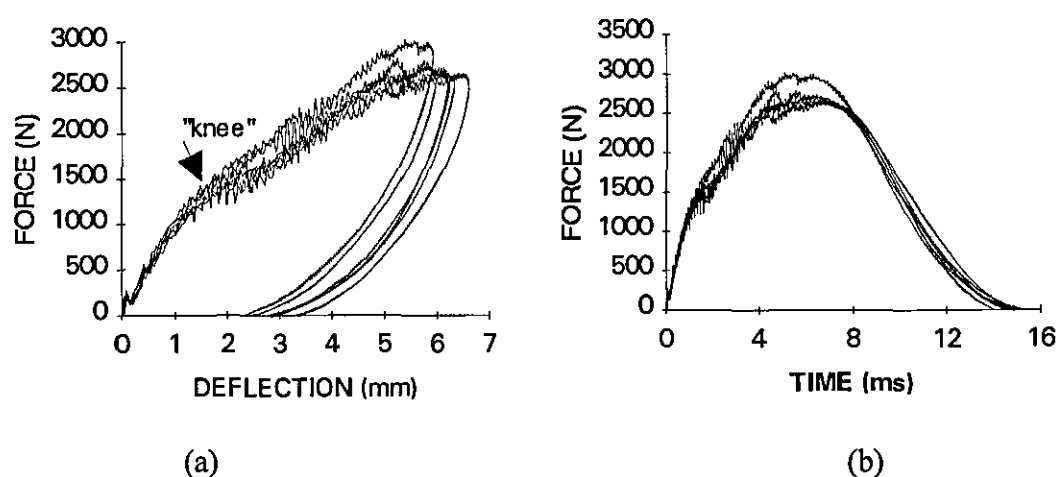 3000
2500
2000
1500
1000
500
0
FORCE (N)
"knee"
0 1 2 3 4 5 6 7
DEFLECTION (mm)
(a)
3500
3000
2500
2000
1500
1000
500
0
FORCE (N)
0 4 8 12 16
TIME (ms)
(b)